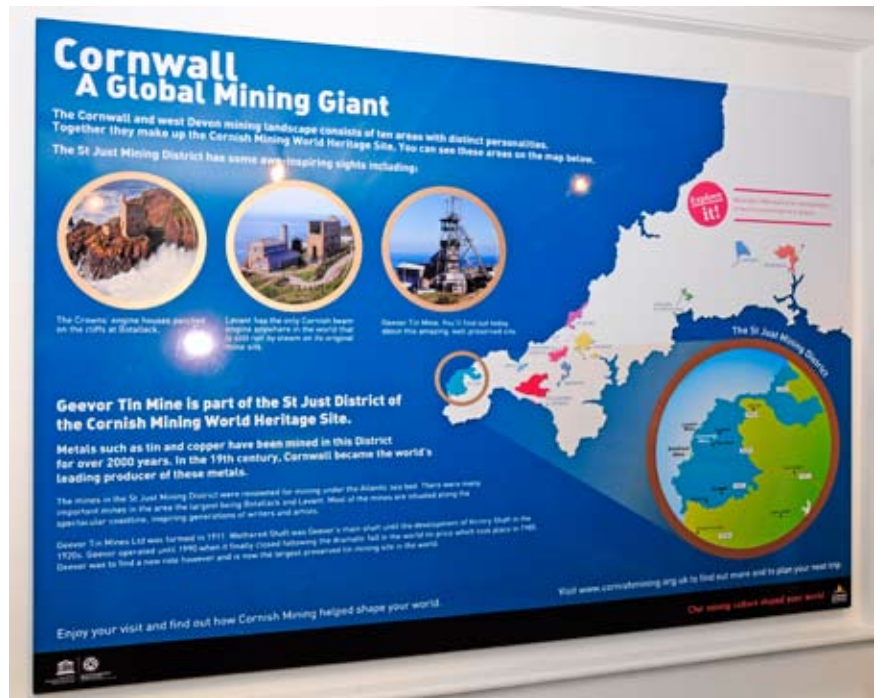 Cornwall
A Global Mining Giant
The Cornwall and west Devon mining landscape consists of ten areas with distinct personalities.
Together they make up the Cornish Mining World Heritage Site. You can see these areas on the map below.
The St Just Mining District has some awe-inspiring sights including:
Explore it!
The Crowns: engine houses perched
on the cliffs at Botallack.
Levant has the only Cornish beam
engine anywhere in the world that
is still run by steam on its original
mine site.
Geevor Tin Mine. You'll find out today
about this amazing, well preserved site.
The St Just Mining District
Geevor Tin Mine is part of the St Just District of
the Cornish Mining World Heritage Site.
Metals such as tin and copper have been mined in this District
for over 2000 years. In the 19th century, Cornwall became the world's
leading producer of these metals.
The mines in the St Just Mining District were renowned for mining under the Atlantic sea bed. There were many
important mines in the area the largest being Botallack and Levant. Most of the mines are situated along the
spectacular coastline, inspiring generations of writers and artists.
Geevor Tin Mines Ltd was formed in 1911. Wethered Shaft was Geevor's main shaft until the development of Victory Shaft in the
1920s. Geevor operated until 1990 when it finally closed following the dramatic fall in the world tin price which took place in 1985.
Geevor was to find a new role however and is now the largest preserved tin mining site in the world.
Visit www.cornishmining.org.uk to find out more and to plan your next trip
Enjoy your visit and find out how Cornish Mining helped shape your world.
Our mining culture shaped your world